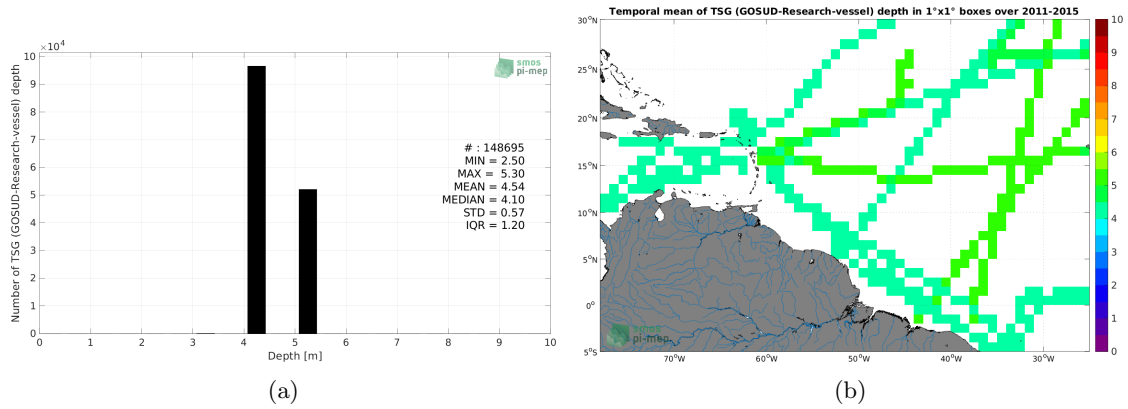 ×10⁴
10
9
8
7
6
5
4
3
2
1
0
Number of TSG (GOSUD-Research-vessel) depth
0 1 2 3 4 5 6 7 8 9 10
Depth [m]
smos
pi-mep
# : 148695
MIN = 2.50
MAX = 5.30
MEAN = 4.54
MEDIAN = 4.10
STD = 0.57
IQR = 1.20
(a)
Temporal mean of TSG (GOSUD-Research-vessel) depth in 1°x1° boxes over 2011-2015
30°N
25°N
20°N
15°N
10°N
5°N
0°
5°S
70°W 60°W 50°W 40°W 30°W
smos
pi-mep
10
9
8
7
6
5
4
3
2
1
0
(b)